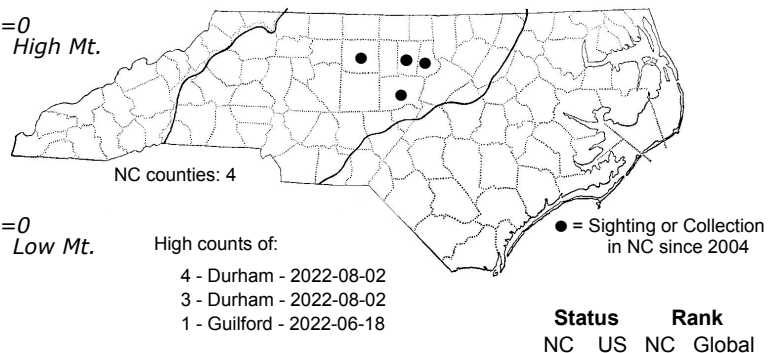 =0
High Mt.
NC counties: 4
=0
Low Mt.
High counts of:
4 - Durham - 2022-08-02
3 - Durham - 2022-08-02
1 - Guilford - 2022-06-18
● = Sighting or Collection
in NC since 2004
Status Rank
NC US NC Global